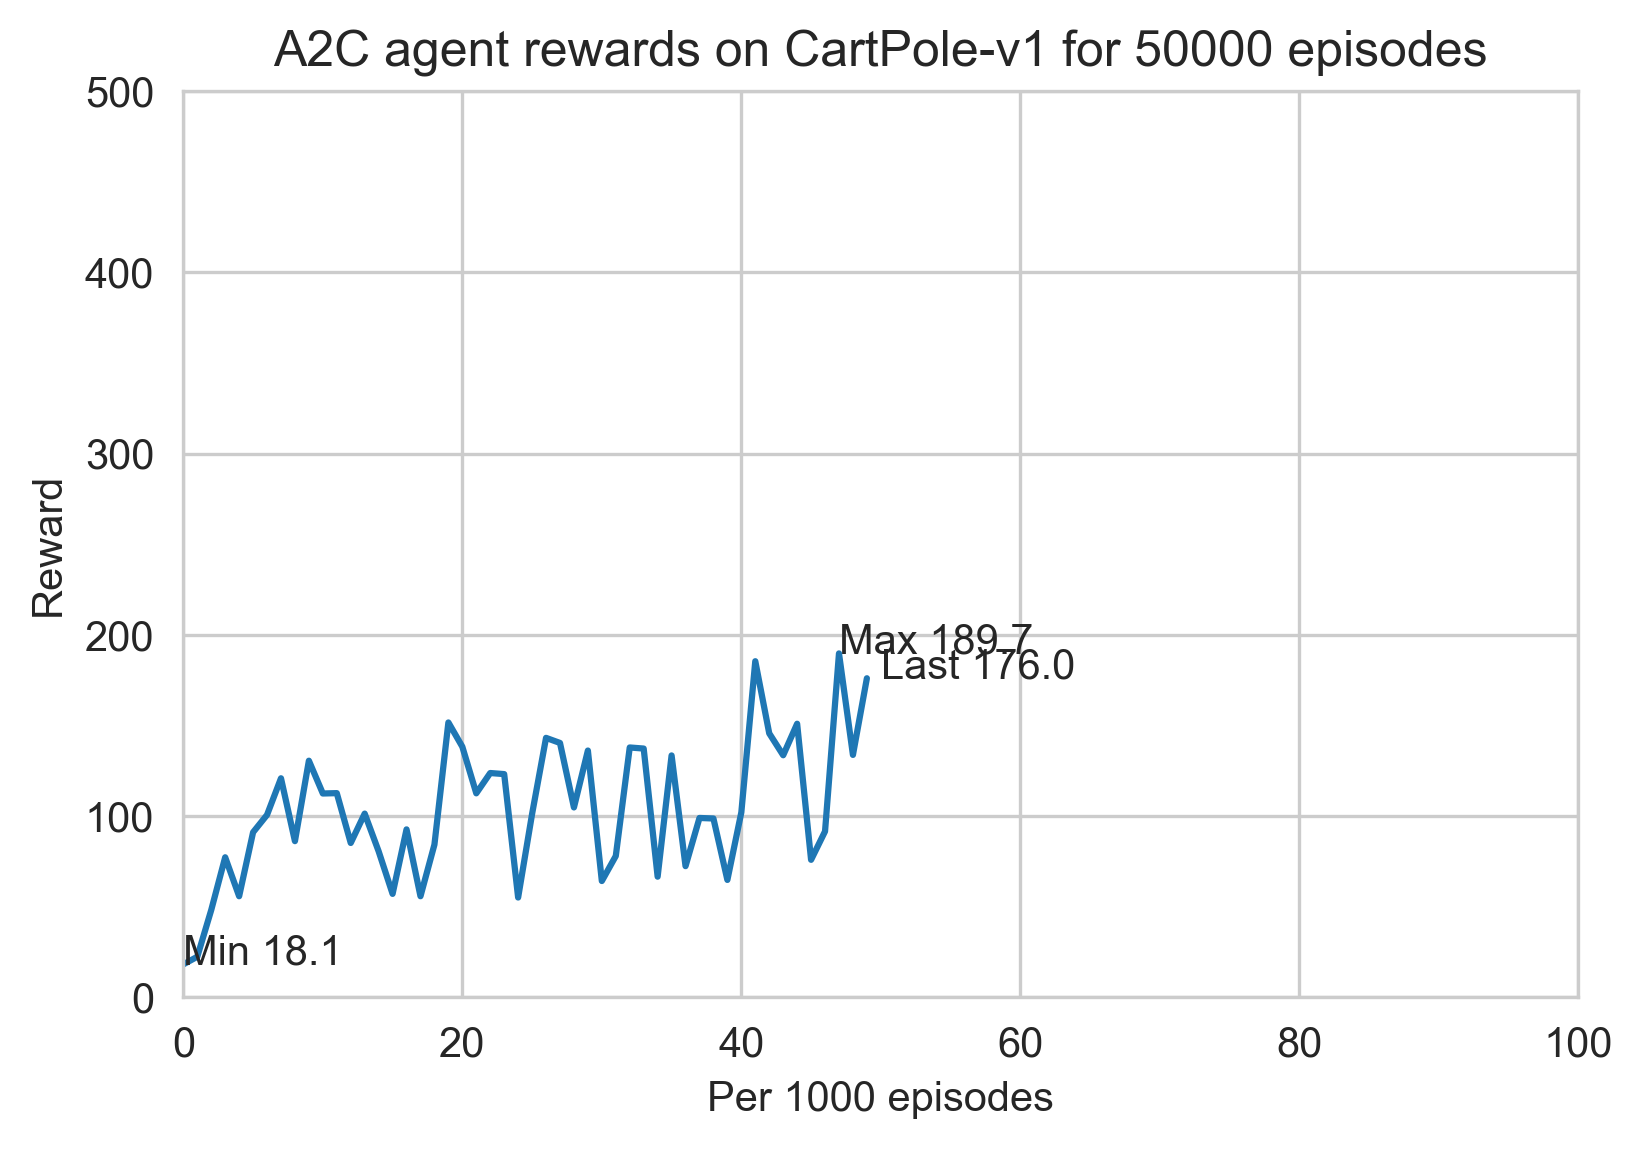 A2C agent rewards on CartPole-v1 for 50000 episodes
500
400
300
200
100
0
Reward
Max 189.7
Last 176.0
Min 18.1
0 20 40 60 80 100
Per 1000 episodes